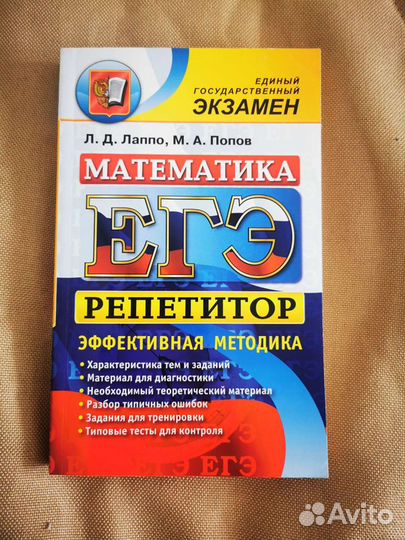 ЕДИНЫЙ
ГОСУДАРСТВЕННЫЙ
ЭКЗАМЕН
Л. Д. Лаппо, М. А. Попов
МАТЕМАТИКА
ЕГЭ
РЕПЕТИТОР
ЭФФЕКТИВНАЯ МЕТОДИКА
• Характеристика тем и заданий
• Материал для диагностики
• Необходимый теоретический материал
• Разбор типичных ошибок
• Задания для тренировки
• Типовые тесты для контроля
ЕГЭ
Avito